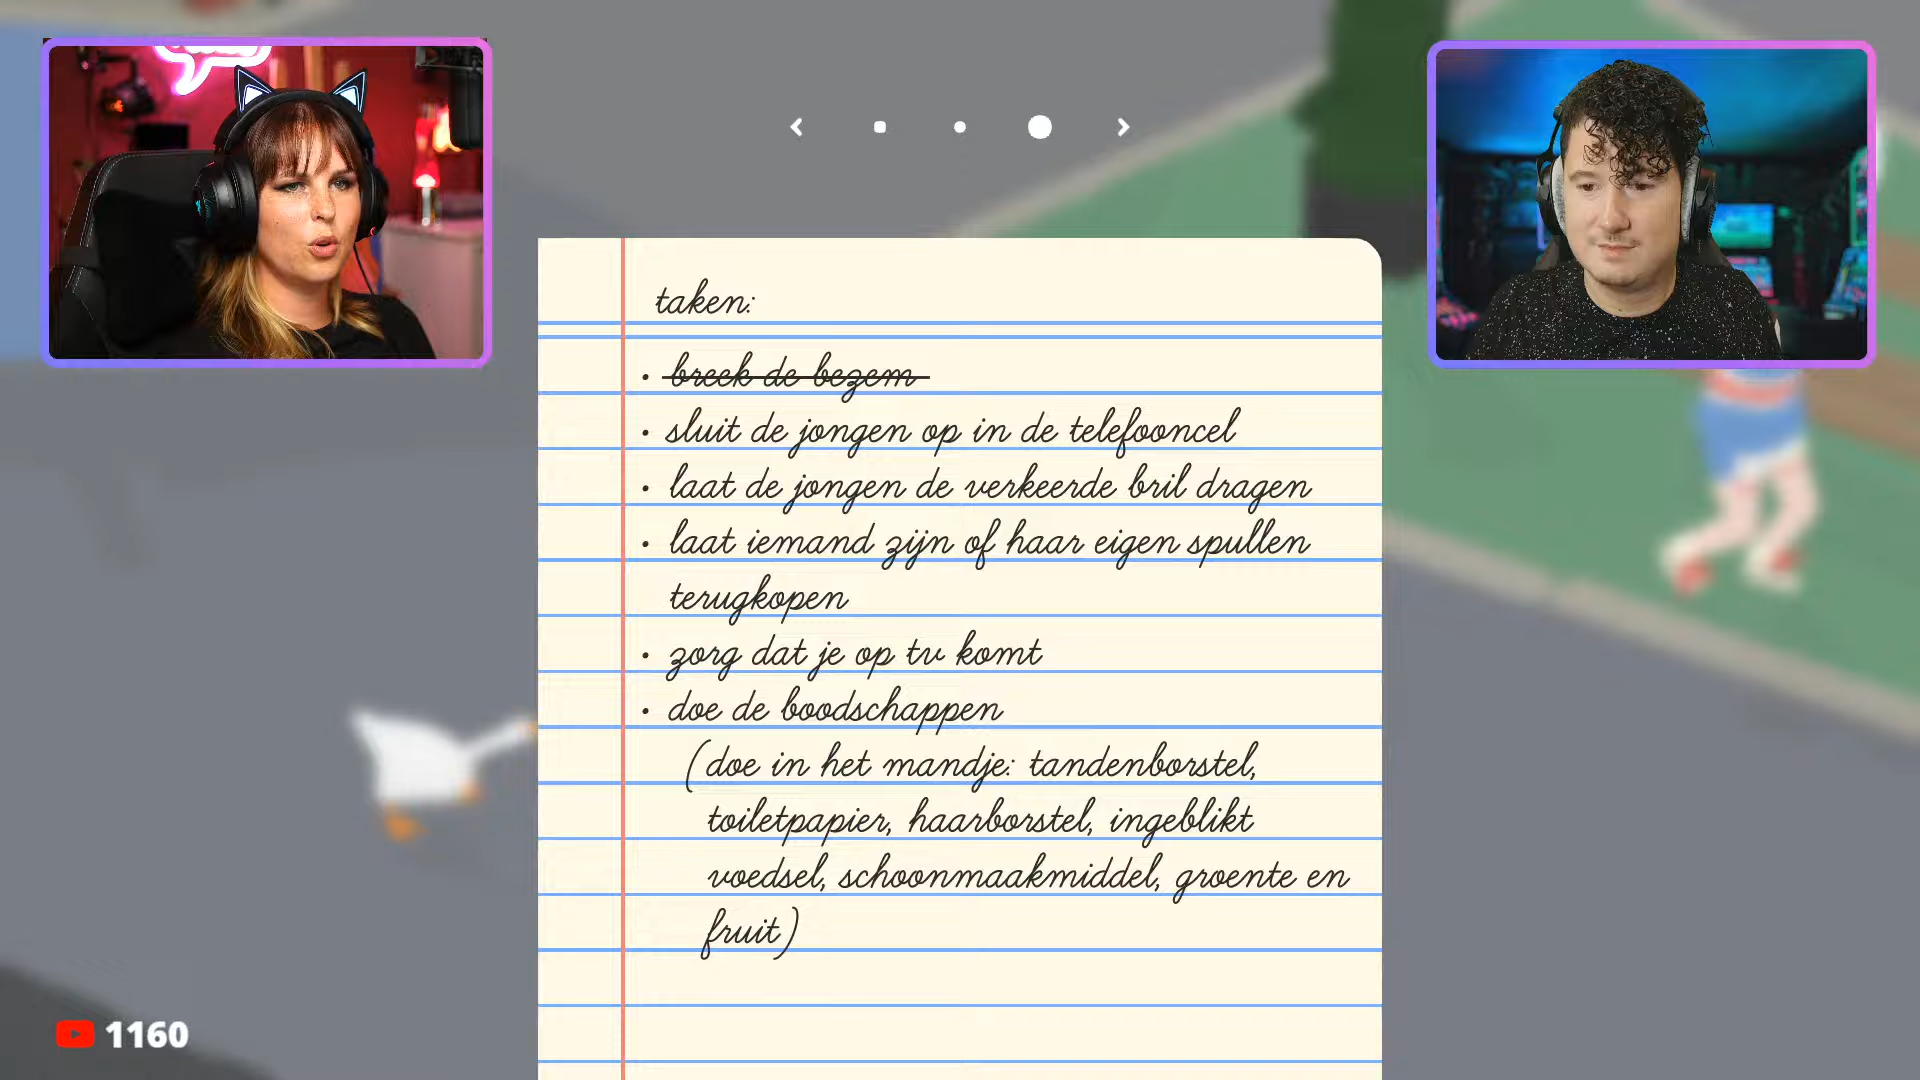 taken:
• breek de bezem
• sluit de jongen op in de telefooncel
• laat de jongen de verkeerde bril dragen
• laat iemand zijn of haar eigen spullen
terugkopen
• zorg dat je op tv komt
• doe de boodschappen
(doe in het mandje: tandenborstel,
toiletpapier, haarborstel, ingeblikt
voedsel, schoonmaakmiddel, groente en
fruit)
1160